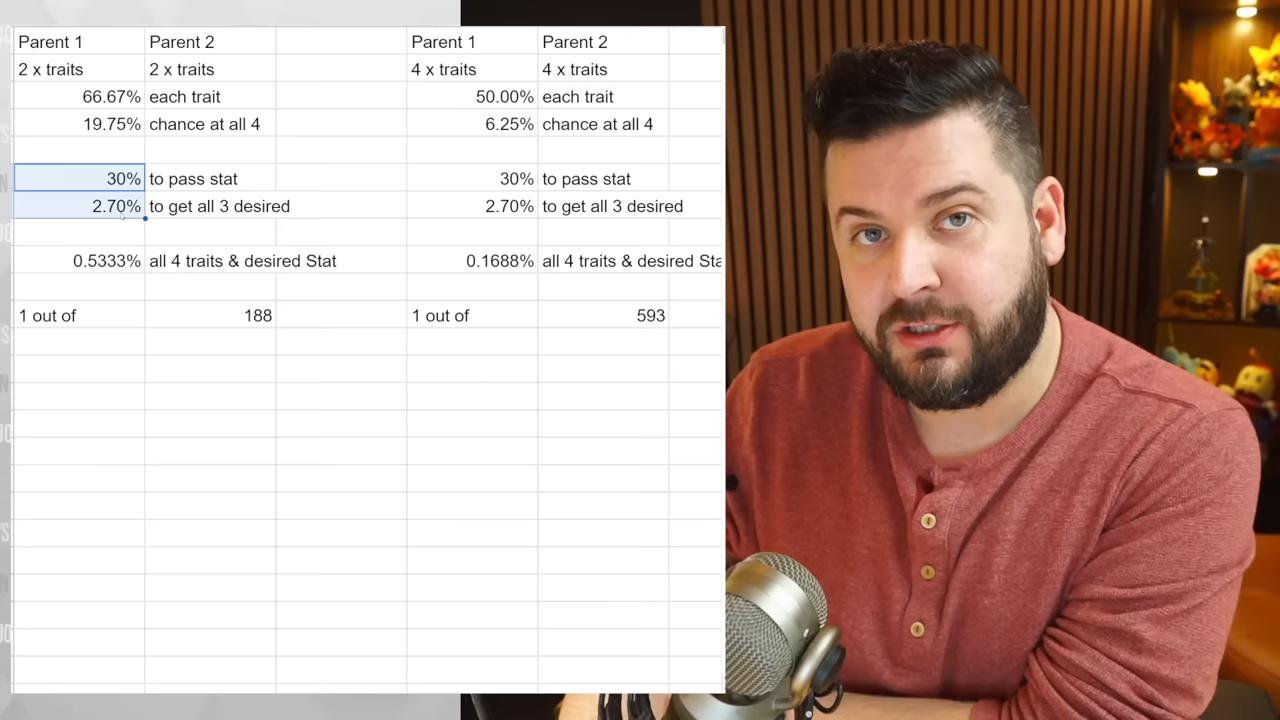 Parent 1 Parent 2 Parent 1 Parent 2
2 x traits 2 x traits 4 x traits 4 x traits
66.67% each trait 50.00% each trait
19.75% chance at all 4 6.25% chance at all 4
30% to pass stat 30% to pass stat
2.70% to get all 3 desired 2.70% to get all 3 desired
0.5333% all 4 traits & desired Stat 0.1688% all 4 traits & desired Sta
1 out of 188 1 out of 593